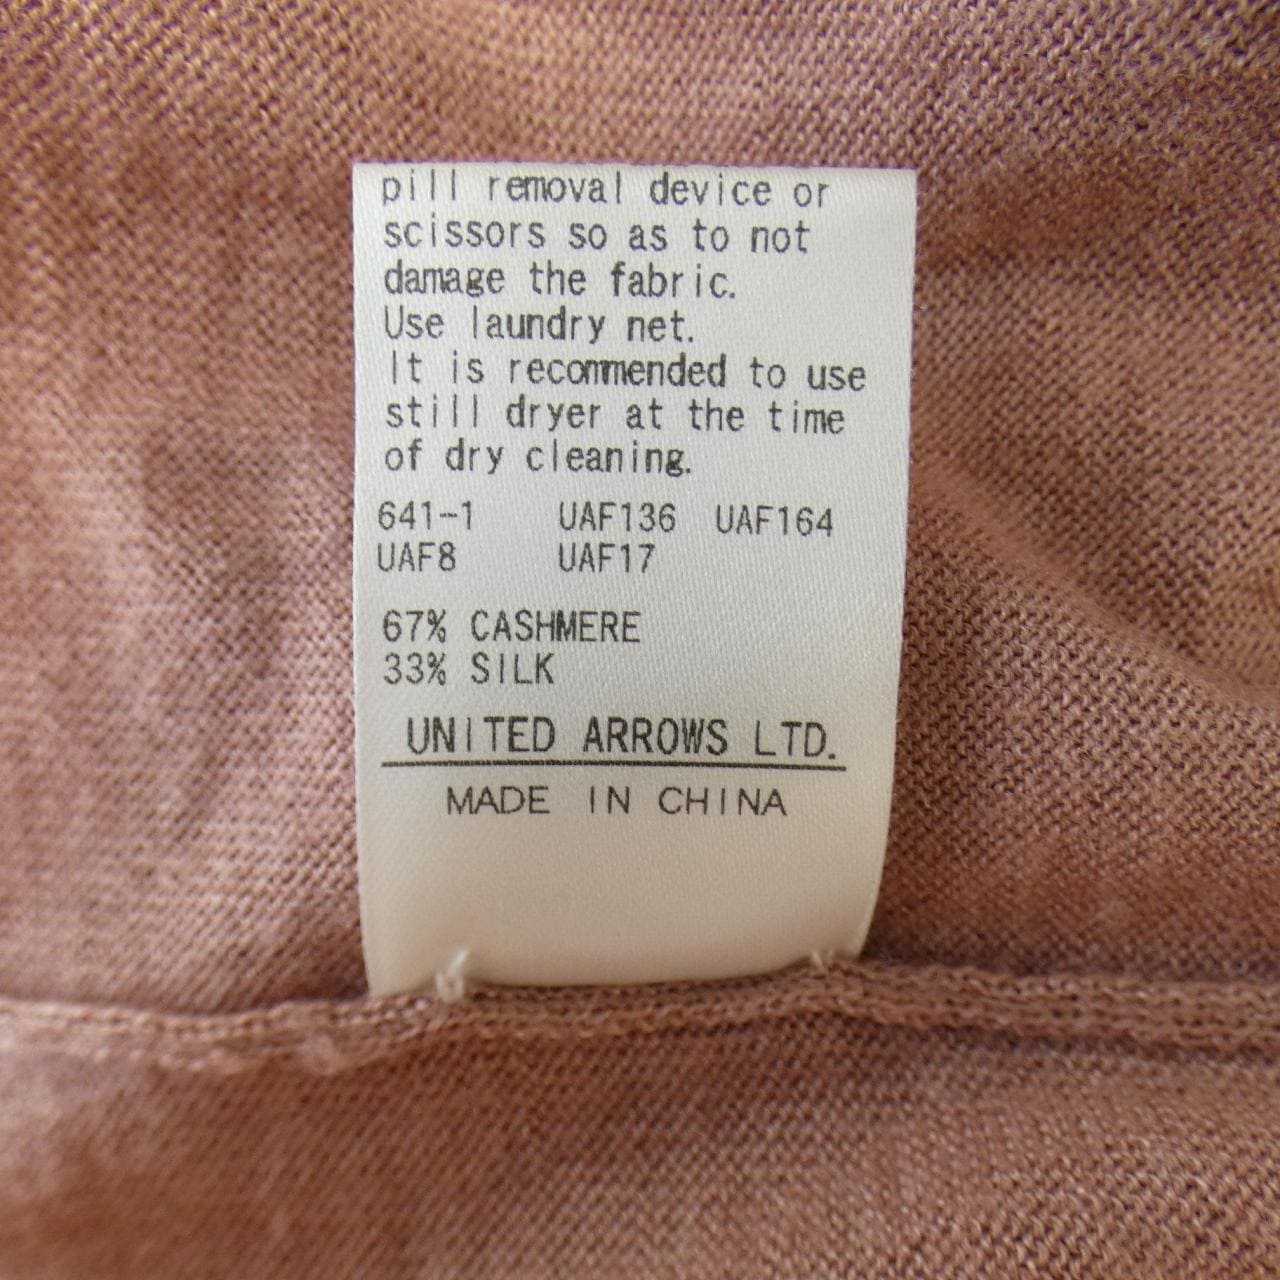 pill removal device or
scissors so as to not
damage the fabric.
Use laundry net.
It is recommended to use
still dryer at the time
of dry cleaning.
641-1 UAF136 UAF164
UAF8 UAF17
67% CASHMERE
33% SILK
UNITED ARROWS LTD.
MADE IN CHINA